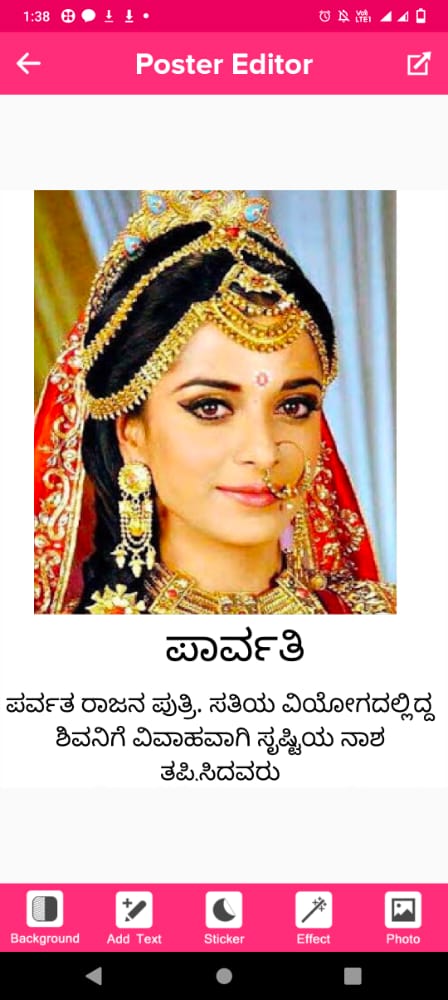 1:38
Poster Editor
ಪಾರ್ವತಿ
ಪರ್ವತ ರಾಜನ ಪುತ್ರಿ. ಸತಿಯ ವಿಯೋಗದಲ್ಲಿದ್ದ
ಶಿವನಿಗೆ ವಿವಾಹವಾಗಿ ಸೃಷ್ಟಿಯ ನಾಶ
ತಪಿ.ಸಿದವರು
Background Add Text Sticker Effect Photo